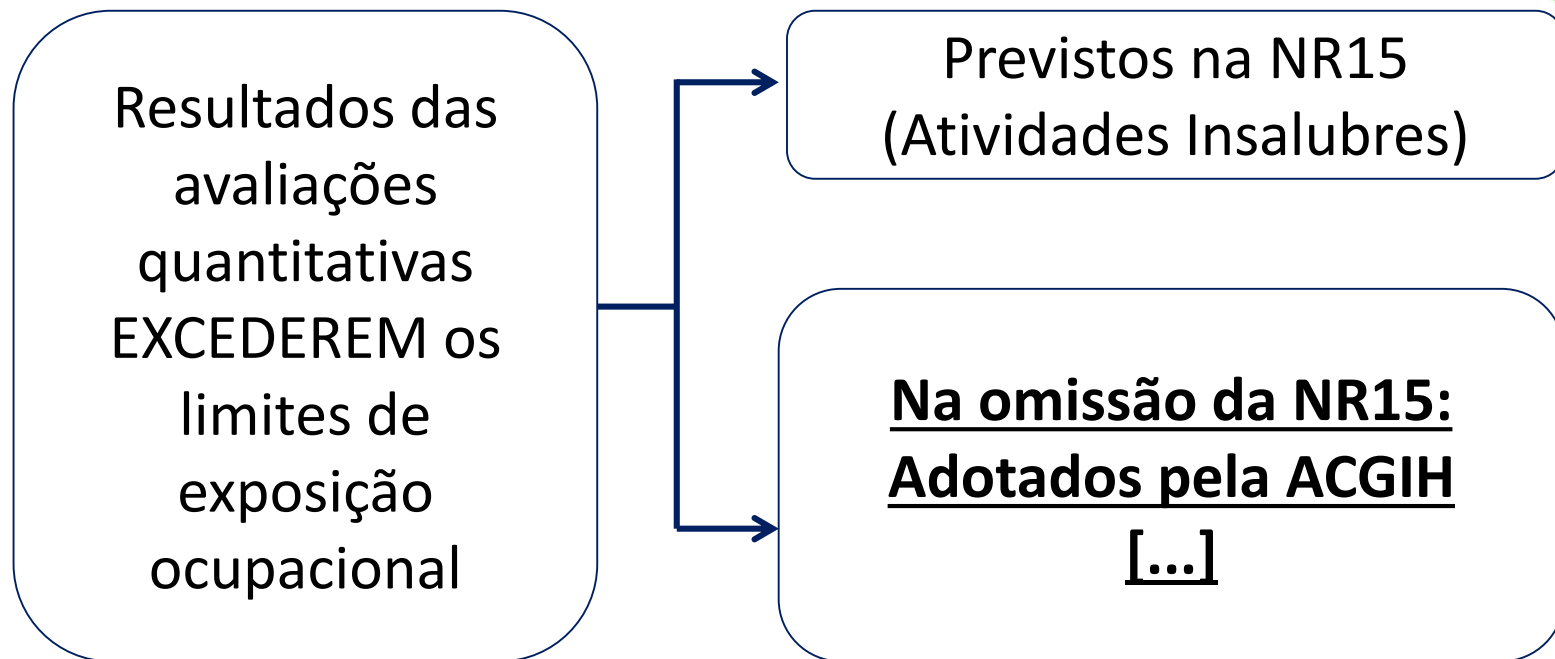 Resultados das
avaliações
quantitativas
EXCEDEREM os
limites de
exposição
ocupacional
Previstos na NR15
(Atividades Insalubres)
Na omissão da NR15:
Adotados pela ACGIH
[...]